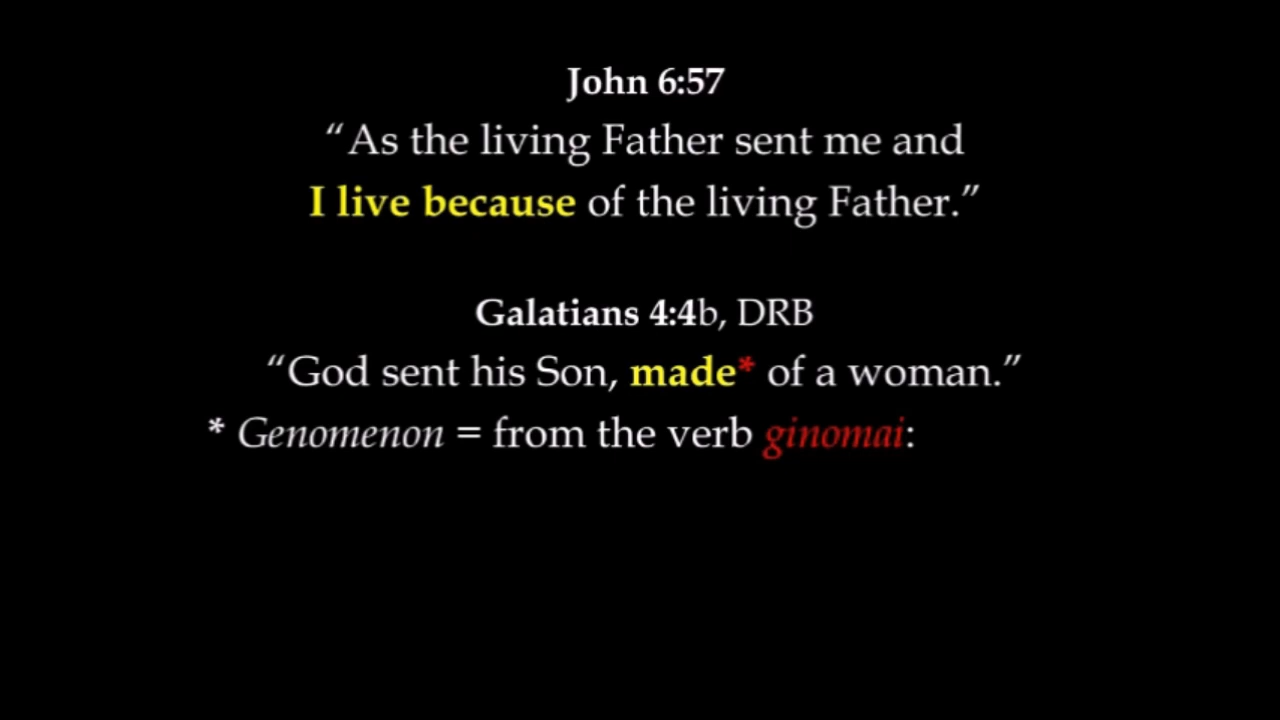 John 6:57
“As the living Father sent me and
I live because of the living Father.”
Galatians 4:4b, DRB
“God sent his Son, made* of a woman.”
* Genomenon = from the verb ginomai: